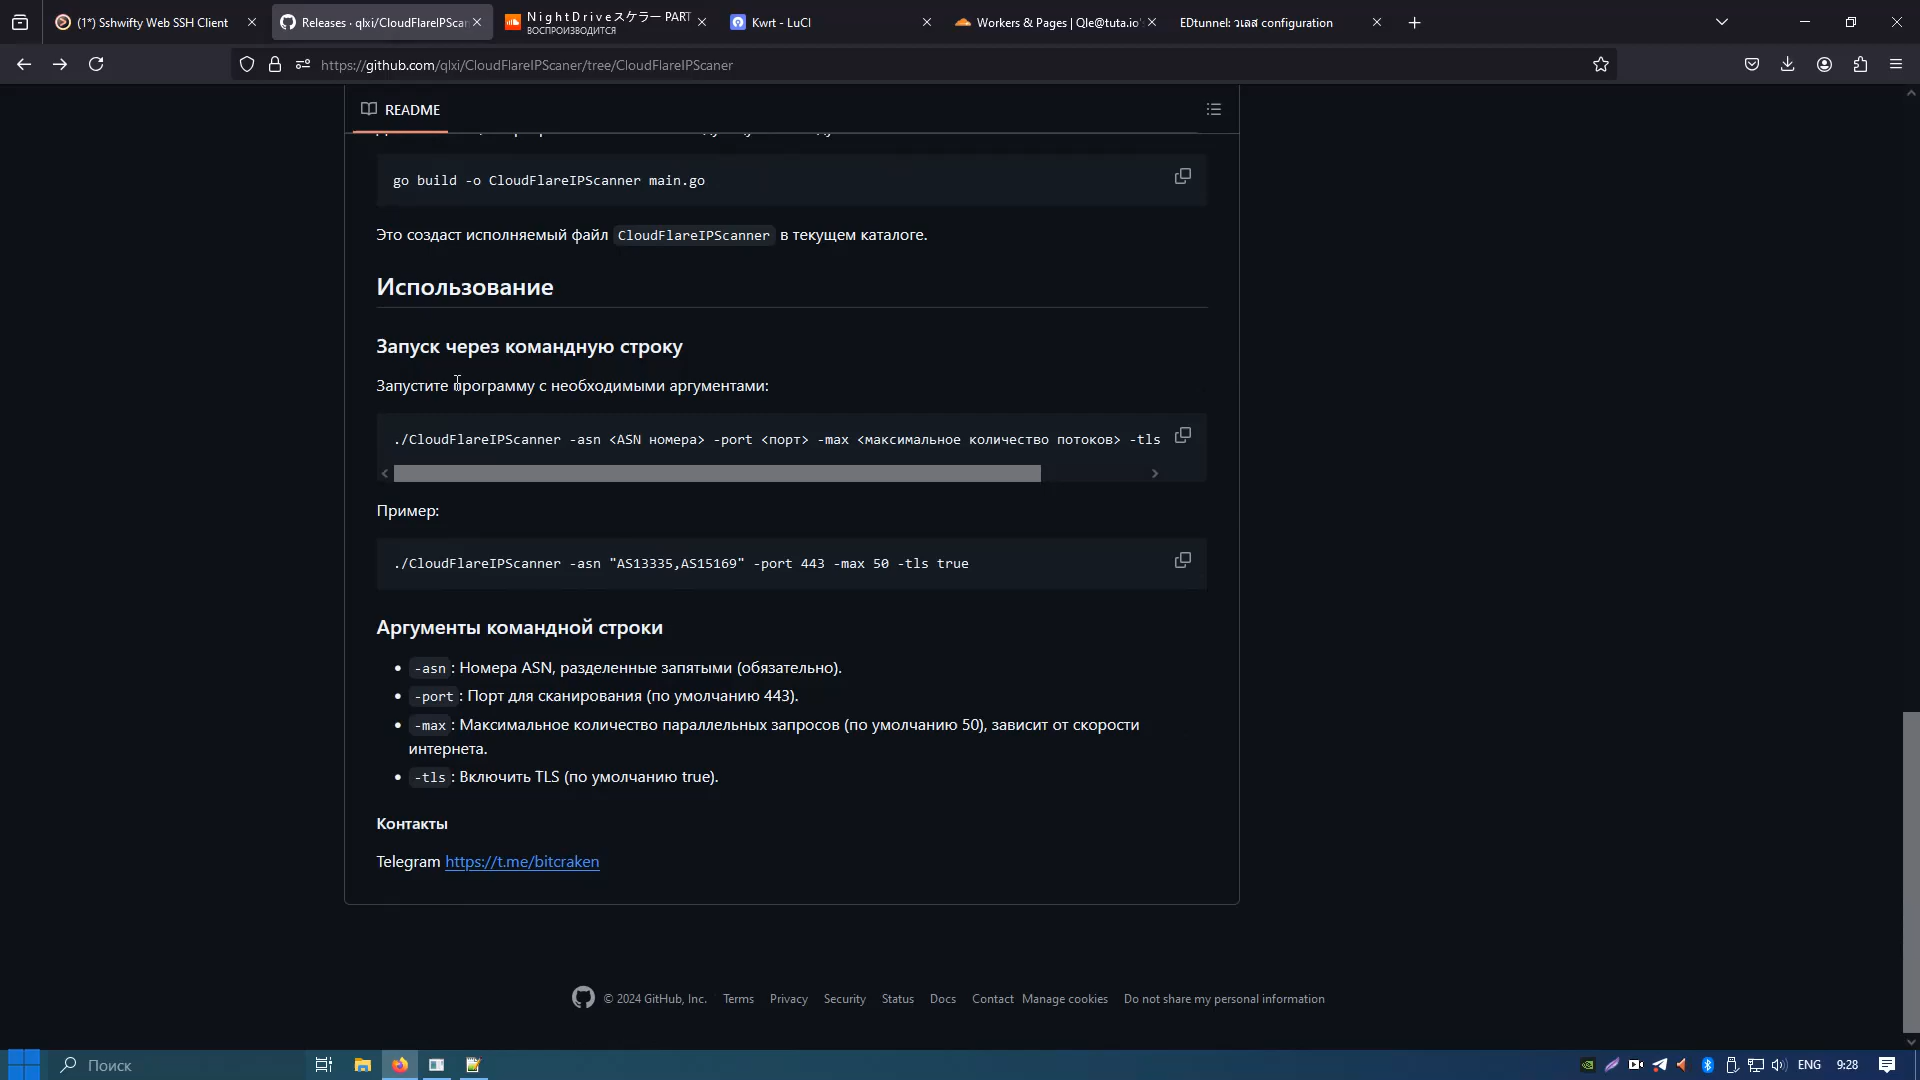 (1*) Sshwifty Web SSH Client
Releases · qlxi/CloudFlareIPScan
NightDriveスケラー PART
ВОСПРОИЗВОДИТСЯ
Kwrt - LuCI
Workers & Pages | Qle@tuta.io'
EDtunnel: วเลส configuration
https://github.com/qlxi/CloudFlareIPScaner/tree/CloudFlareIPScaner
README
go build -o CloudFlareIPScanner main.go
Это создаст исполняемый файл CloudFlareIPScanner в текущем каталоге.
Использование
Запуск через командную строку
Запустите программу с необходимыми аргументами:
./CloudFlareIPScanner -asn <ASN номера> -port <порт> -max <максимальное количество потоков> -tls
Пример:
./CloudFlareIPScanner -asn "AS13335,AS15169" -port 443 -max 50 -tls true
Аргументы командной строки
-asn: Номера ASN, разделенные запятыми (обязательно).
-port: Порт для сканирования (по умолчанию 443).
-max: Максимальное количество параллельных запросов (по умолчанию 50), зависит от скорости
интернета.
-tls: Включить TLS (по умолчанию true).
Контакты
Telegram https://t.me/bitcraken
© 2024 GitHub, Inc. Terms Privacy Security Status Docs Contact Manage cookies Do not share my personal information
Поиск
ENG
9:28